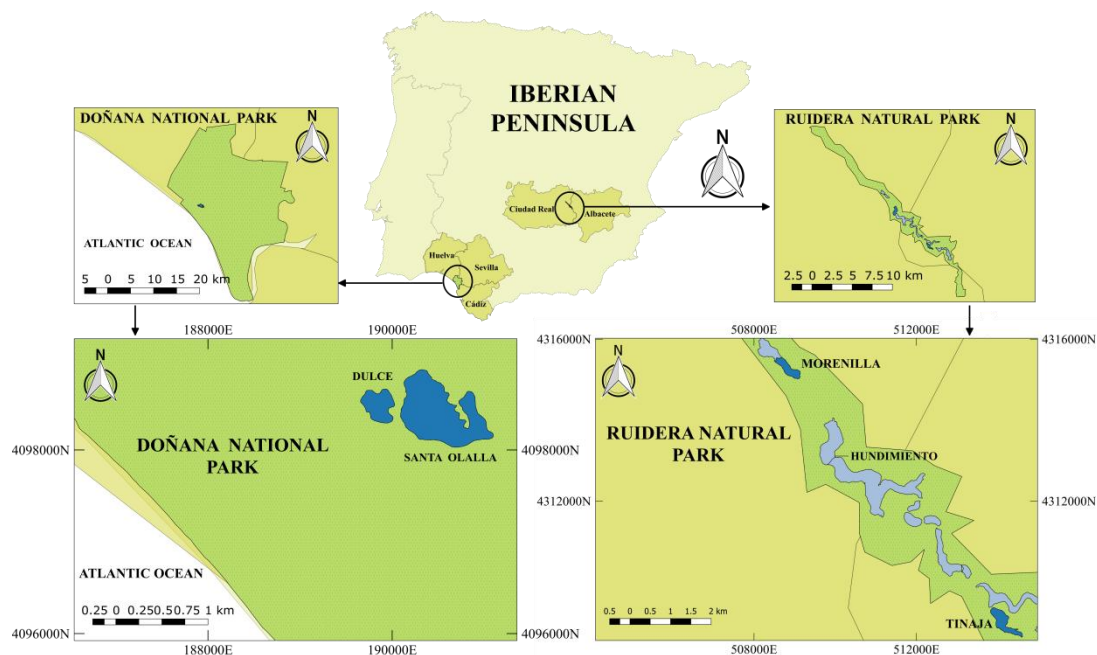 IBERIAN
PENINSULA
N
Ciudad Real
Albacete
Huelva
Sevilla
Cádiz
DOÑANA NATIONAL PARK
N
ATLANTIC OCEAN
5 0 5 10 15 20 km
RUIDERA NATURAL PARK
N
2.5 0 2.5 5 7.5 10 km
188000E 190000E
N
DULCE
SANTA OLALLA
DOÑANA NATIONAL
PARK
4098000N 4098000N
ATLANTIC OCEAN
0.25 0 0.25 0.5 0.75 1 km
4096000N 4096000N
188000E 190000E
508000E 512000E
4316000N 4316000N
N
MORENILLA
RUIDERA NATURAL
PARK
HUNDIMIENTO
4312000N 4312000N
0.5 0 0.5 1 1.5 2 km
TINAJA
508000E 512000E